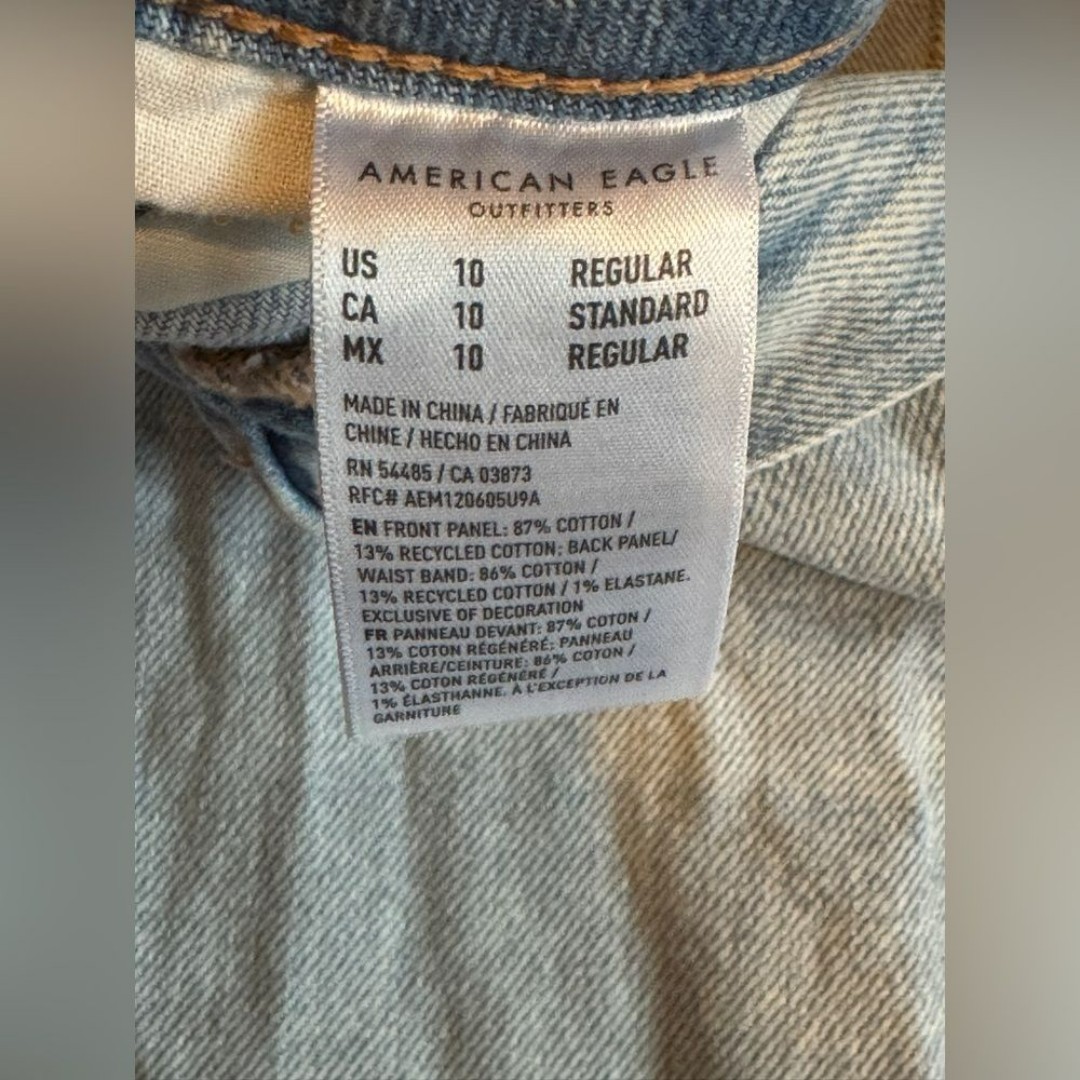 AMERICAN EAGLE
OUTFITTERS
US 10 REGULAR
CA 10 STANDARD
MX 10 REGULAR
MADE IN CHINA / FABRIQUÉ EN
CHINE / HECHO EN CHINA
RN 54485 / CA 03873
RFC# AEM120605U9A
EN FRONT PANEL: 87% COTTON /
13% RECYCLED COTTON; BACK PANEL/
WAIST BAND: 86% COTTON /
13% RECYCLED COTTON / 1% ELASTANE.
EXCLUSIVE OF DECORATION
FR PANNEAU DEVANT: 87% COTON /
13% COTON RÉGÉNÉRÉ; PANNEAU
ARRIÈRE/CEINTURE: 86% COTON /
13% COTON RÉGÉNÉRÉ /
1% ÉLASTHANNE. À L'EXCEPTION DE LA
GARNITURE